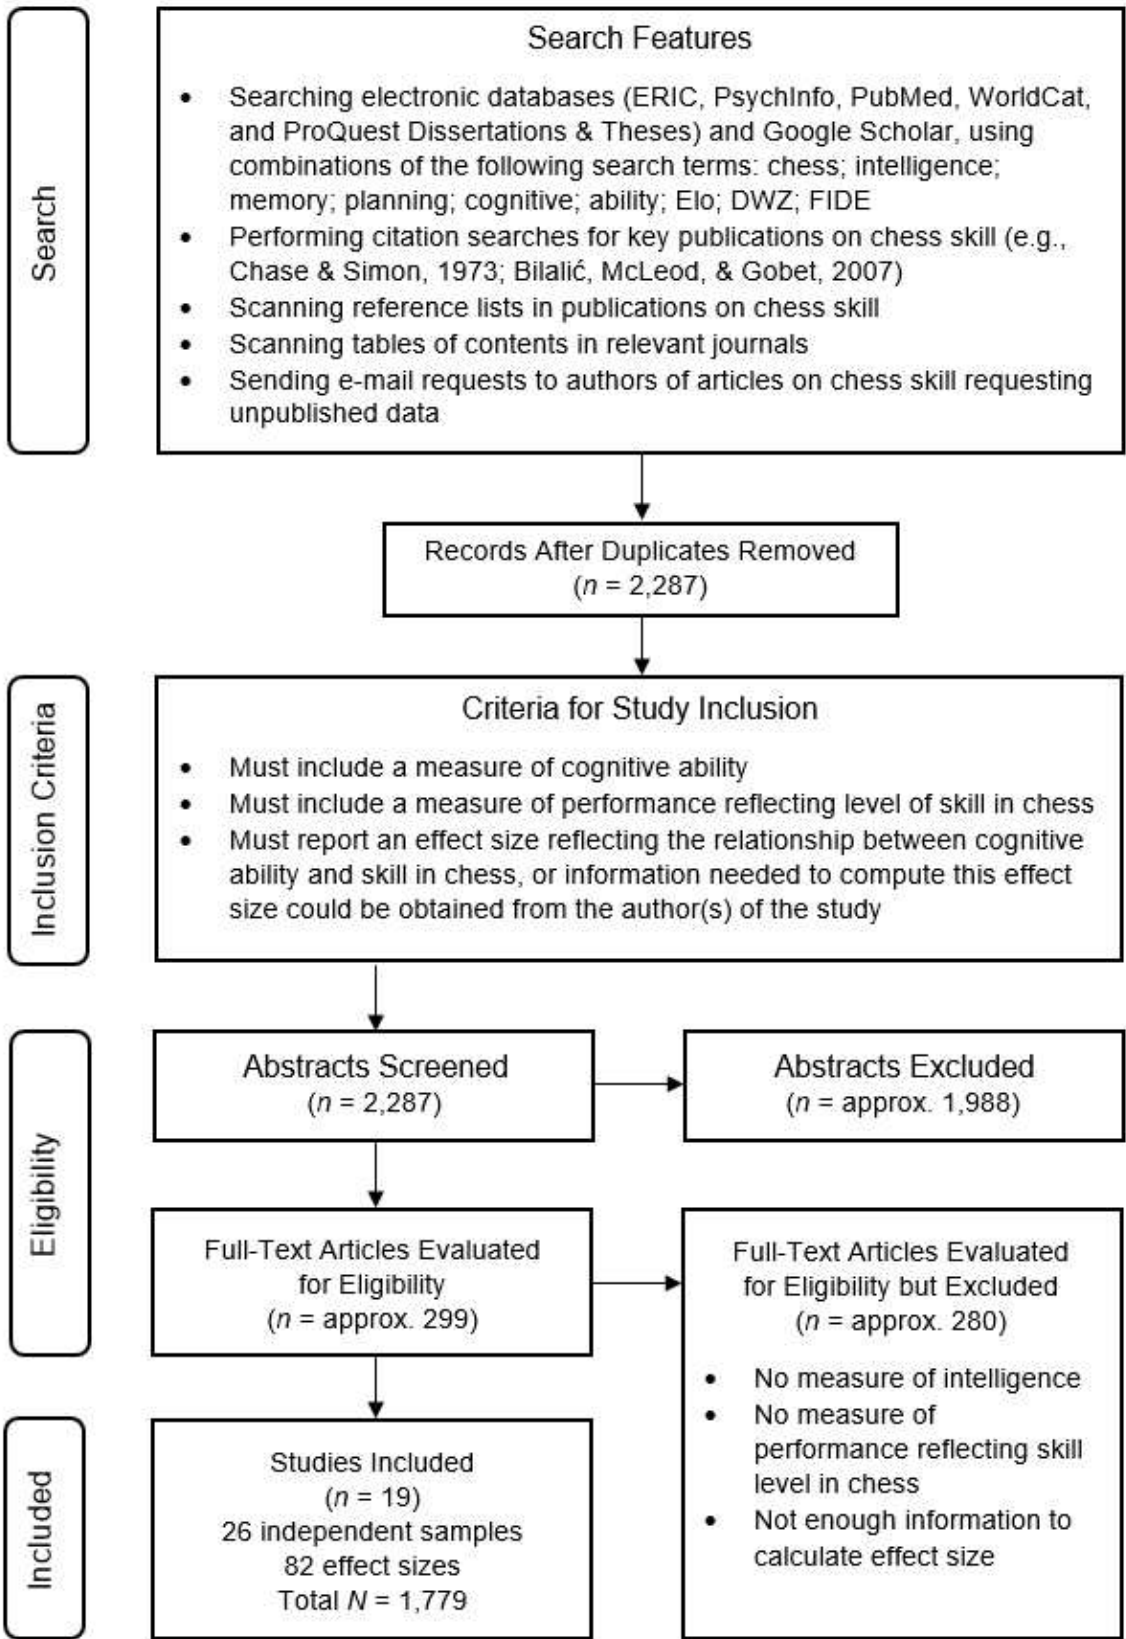 Search
Search Features
• Searching electronic databases (ERIC, PsychInfo, PubMed, WorldCat,
and ProQuest Dissertations & Theses) and Google Scholar, using
combinations of the following search terms: chess; intelligence;
memory; planning; cognitive; ability; Elo; DWZ; FIDE
• Performing citation searches for key publications on chess skill (e.g.,
Chase & Simon, 1973; Bilalić, McLeod, & Gobet, 2007)
• Scanning reference lists in publications on chess skill
• Scanning tables of contents in relevant journals
• Sending e-mail requests to authors of articles on chess skill requesting
unpublished data
Records After Duplicates Removed
(n = 2,287)
Inclusion Criteria
Criteria for Study Inclusion
• Must include a measure of cognitive ability
• Must include a measure of performance reflecting level of skill in chess
• Must report an effect size reflecting the relationship between cognitive
ability and skill in chess, or information needed to compute this effect
size could be obtained from the author(s) of the study
Eligibility
Abstracts Screened
(n = 2,287)
Abstracts Excluded
(n = approx. 1,988)
Full-Text Articles Evaluated
for Eligibility
(n = approx. 299)
Full-Text Articles Evaluated
for Eligibility but Excluded
(n = approx. 280)
• No measure of intelligence
• No measure of
performance reflecting skill
level in chess
• Not enough information to
calculate effect size
Included
Studies Included
(n = 19)
26 independent samples
82 effect sizes
Total N = 1,779